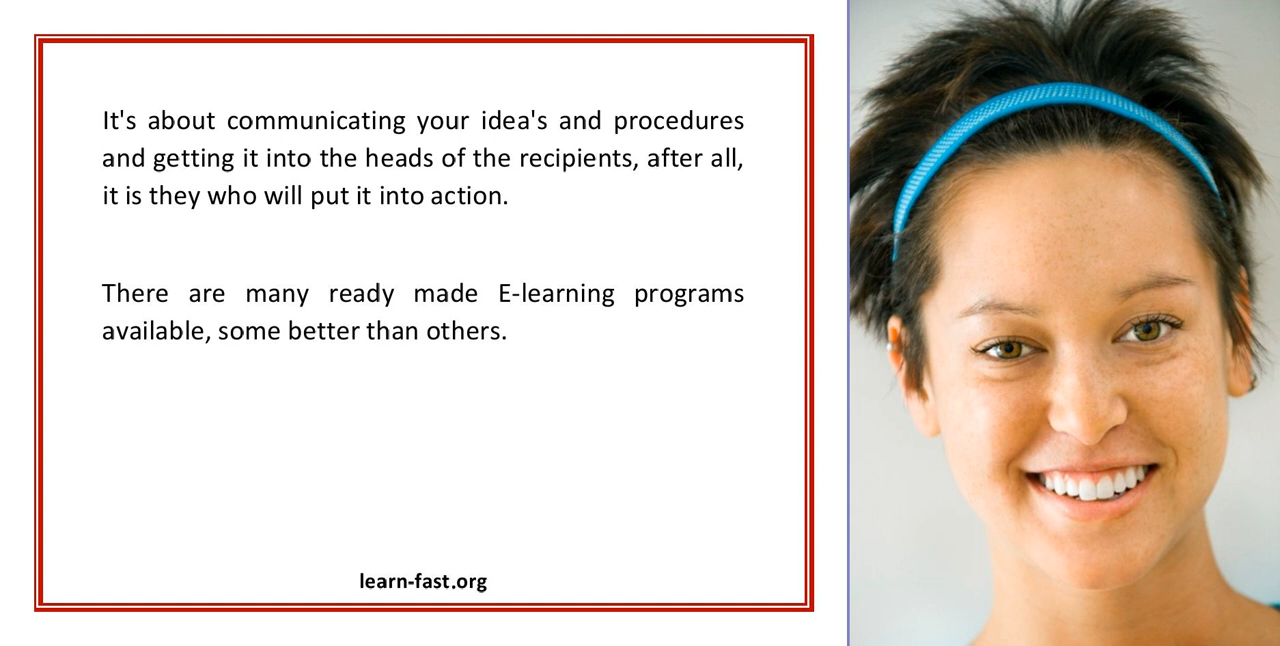 It's about communicating your idea's and procedures
and getting it into the heads of the recipients, after all,
it is they who will put it into action.
There are many ready made E-learning programs
available, some better than others.
learn-fast.org